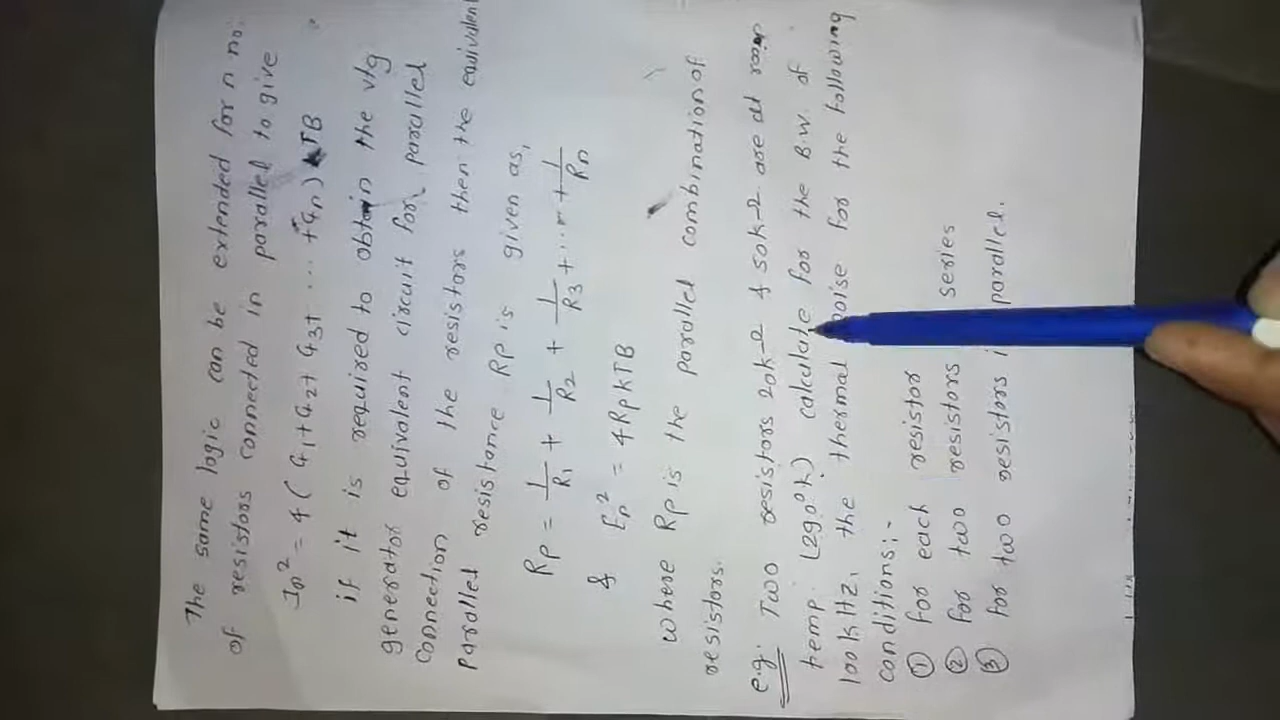 The same logic can be extended for n no.
of resistors connected in parallel to give
In² = 4 (G1+G2+G3+ .... +Gn) kTB
if it is required to obtain the v/g
generator equivalent circuit for parallel
connection of the resistors then the equivalent
parallel resistance Rp is given as,
Rp = 1/R1 + 1/R2 + 1/R3 + .... + 1/Rn
& En² = 4RpkTB
where Rp is the parallel combination of
resistors.
e.g. Two resistors 20kΩ & 50kΩ are at room
temp. (290°k) calculate for the B.W. of
100kHz, the thermal noise for the following
conditions:-
① for each resistor
② for two resistors series
③ for two resistors parallel.